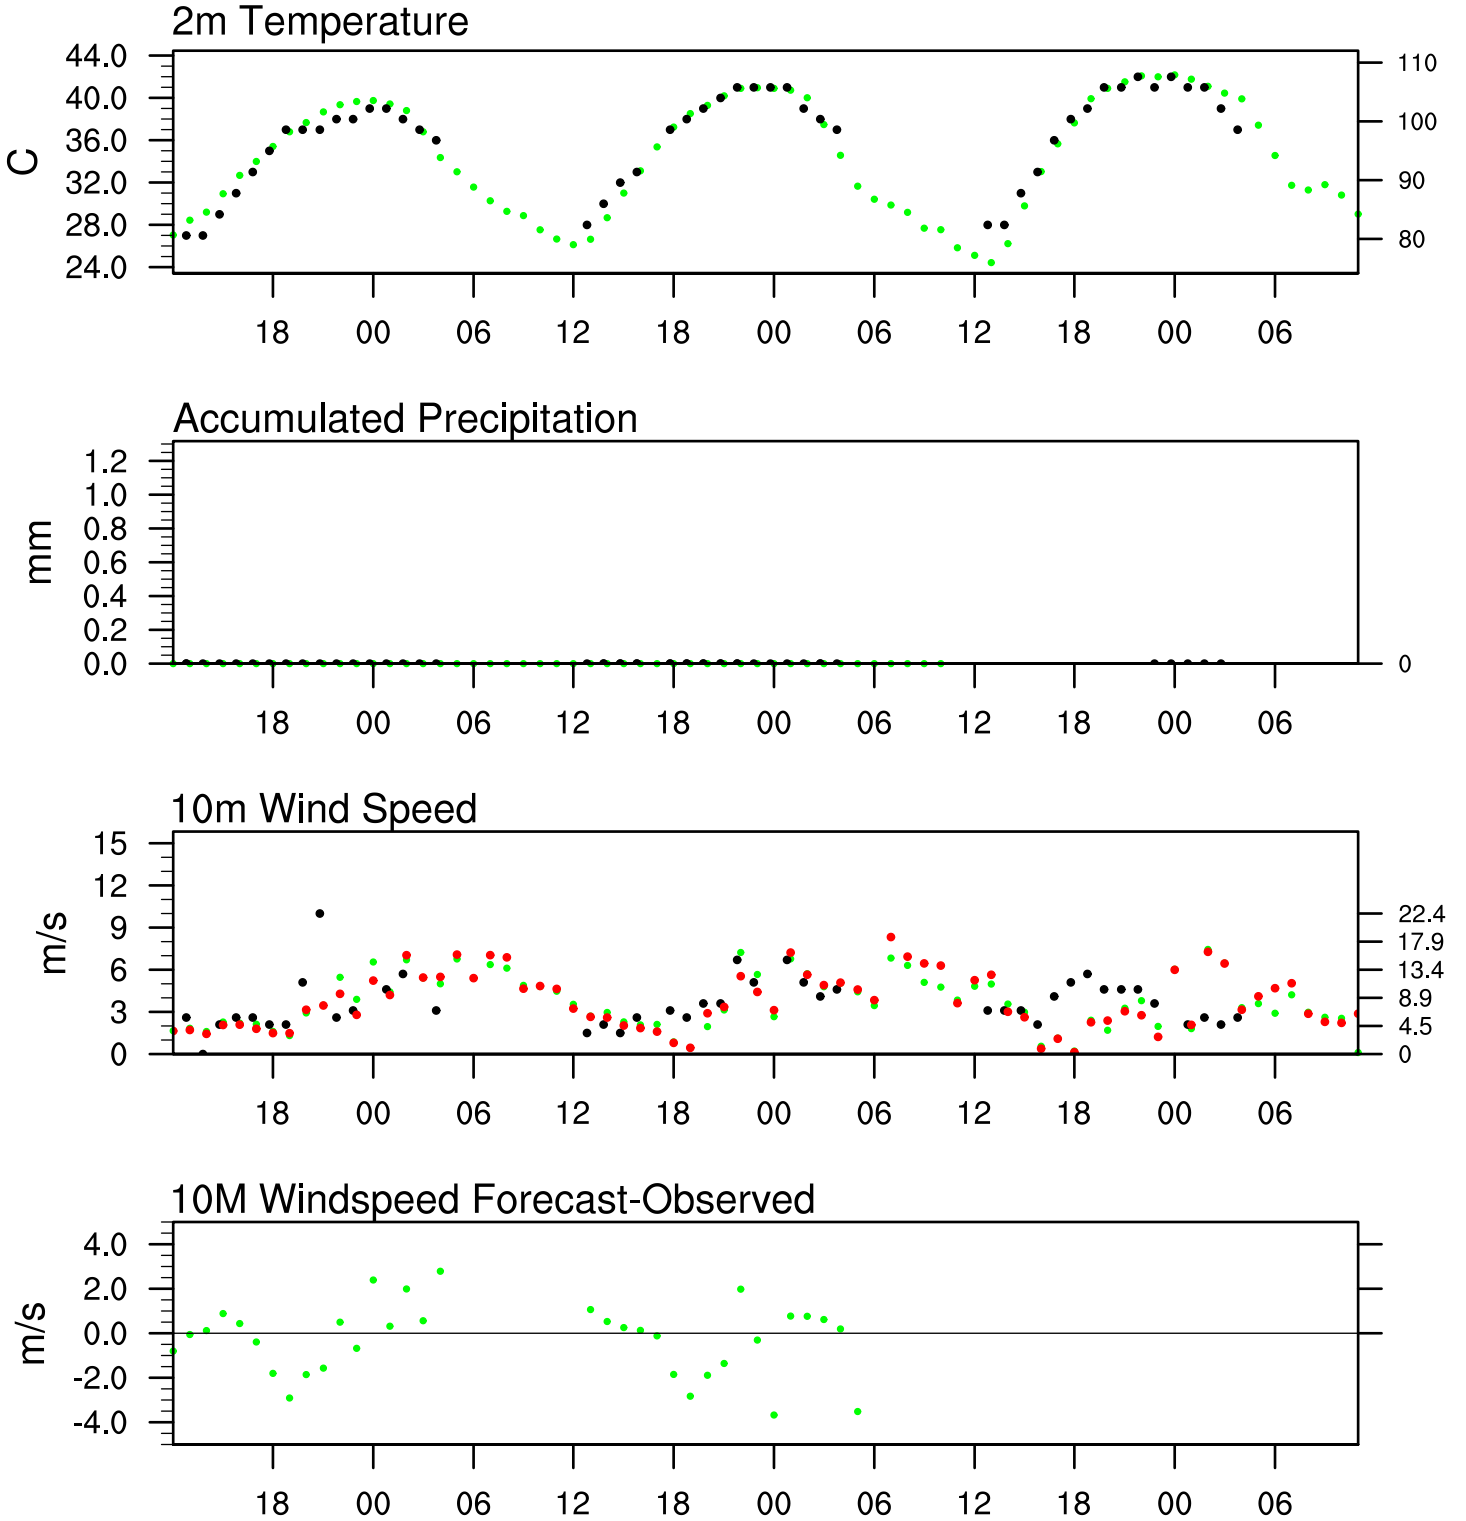 2m Temperature
44.0
40.0
36.0
32.0
28.0
24.0
C
110
100
90
80
18 00 06 12 18 00 06 12 18 00 06
Accumulated Precipitation
1.2
1.0
0.8
0.6
0.4
0.2
0.0
mm
0
18 00 06 12 18 00 06 12 18 00 06
10m Wind Speed
15
12
9
6
3
0
m/s
22.4
17.9
13.4
8.9
4.5
0
18 00 06 12 18 00 06 12 18 00 06
10M Windspeed Forecast-Observed
4.0
2.0
0.0
-2.0
-4.0
m/s
18 00 06 12 18 00 06 12 18 00 06